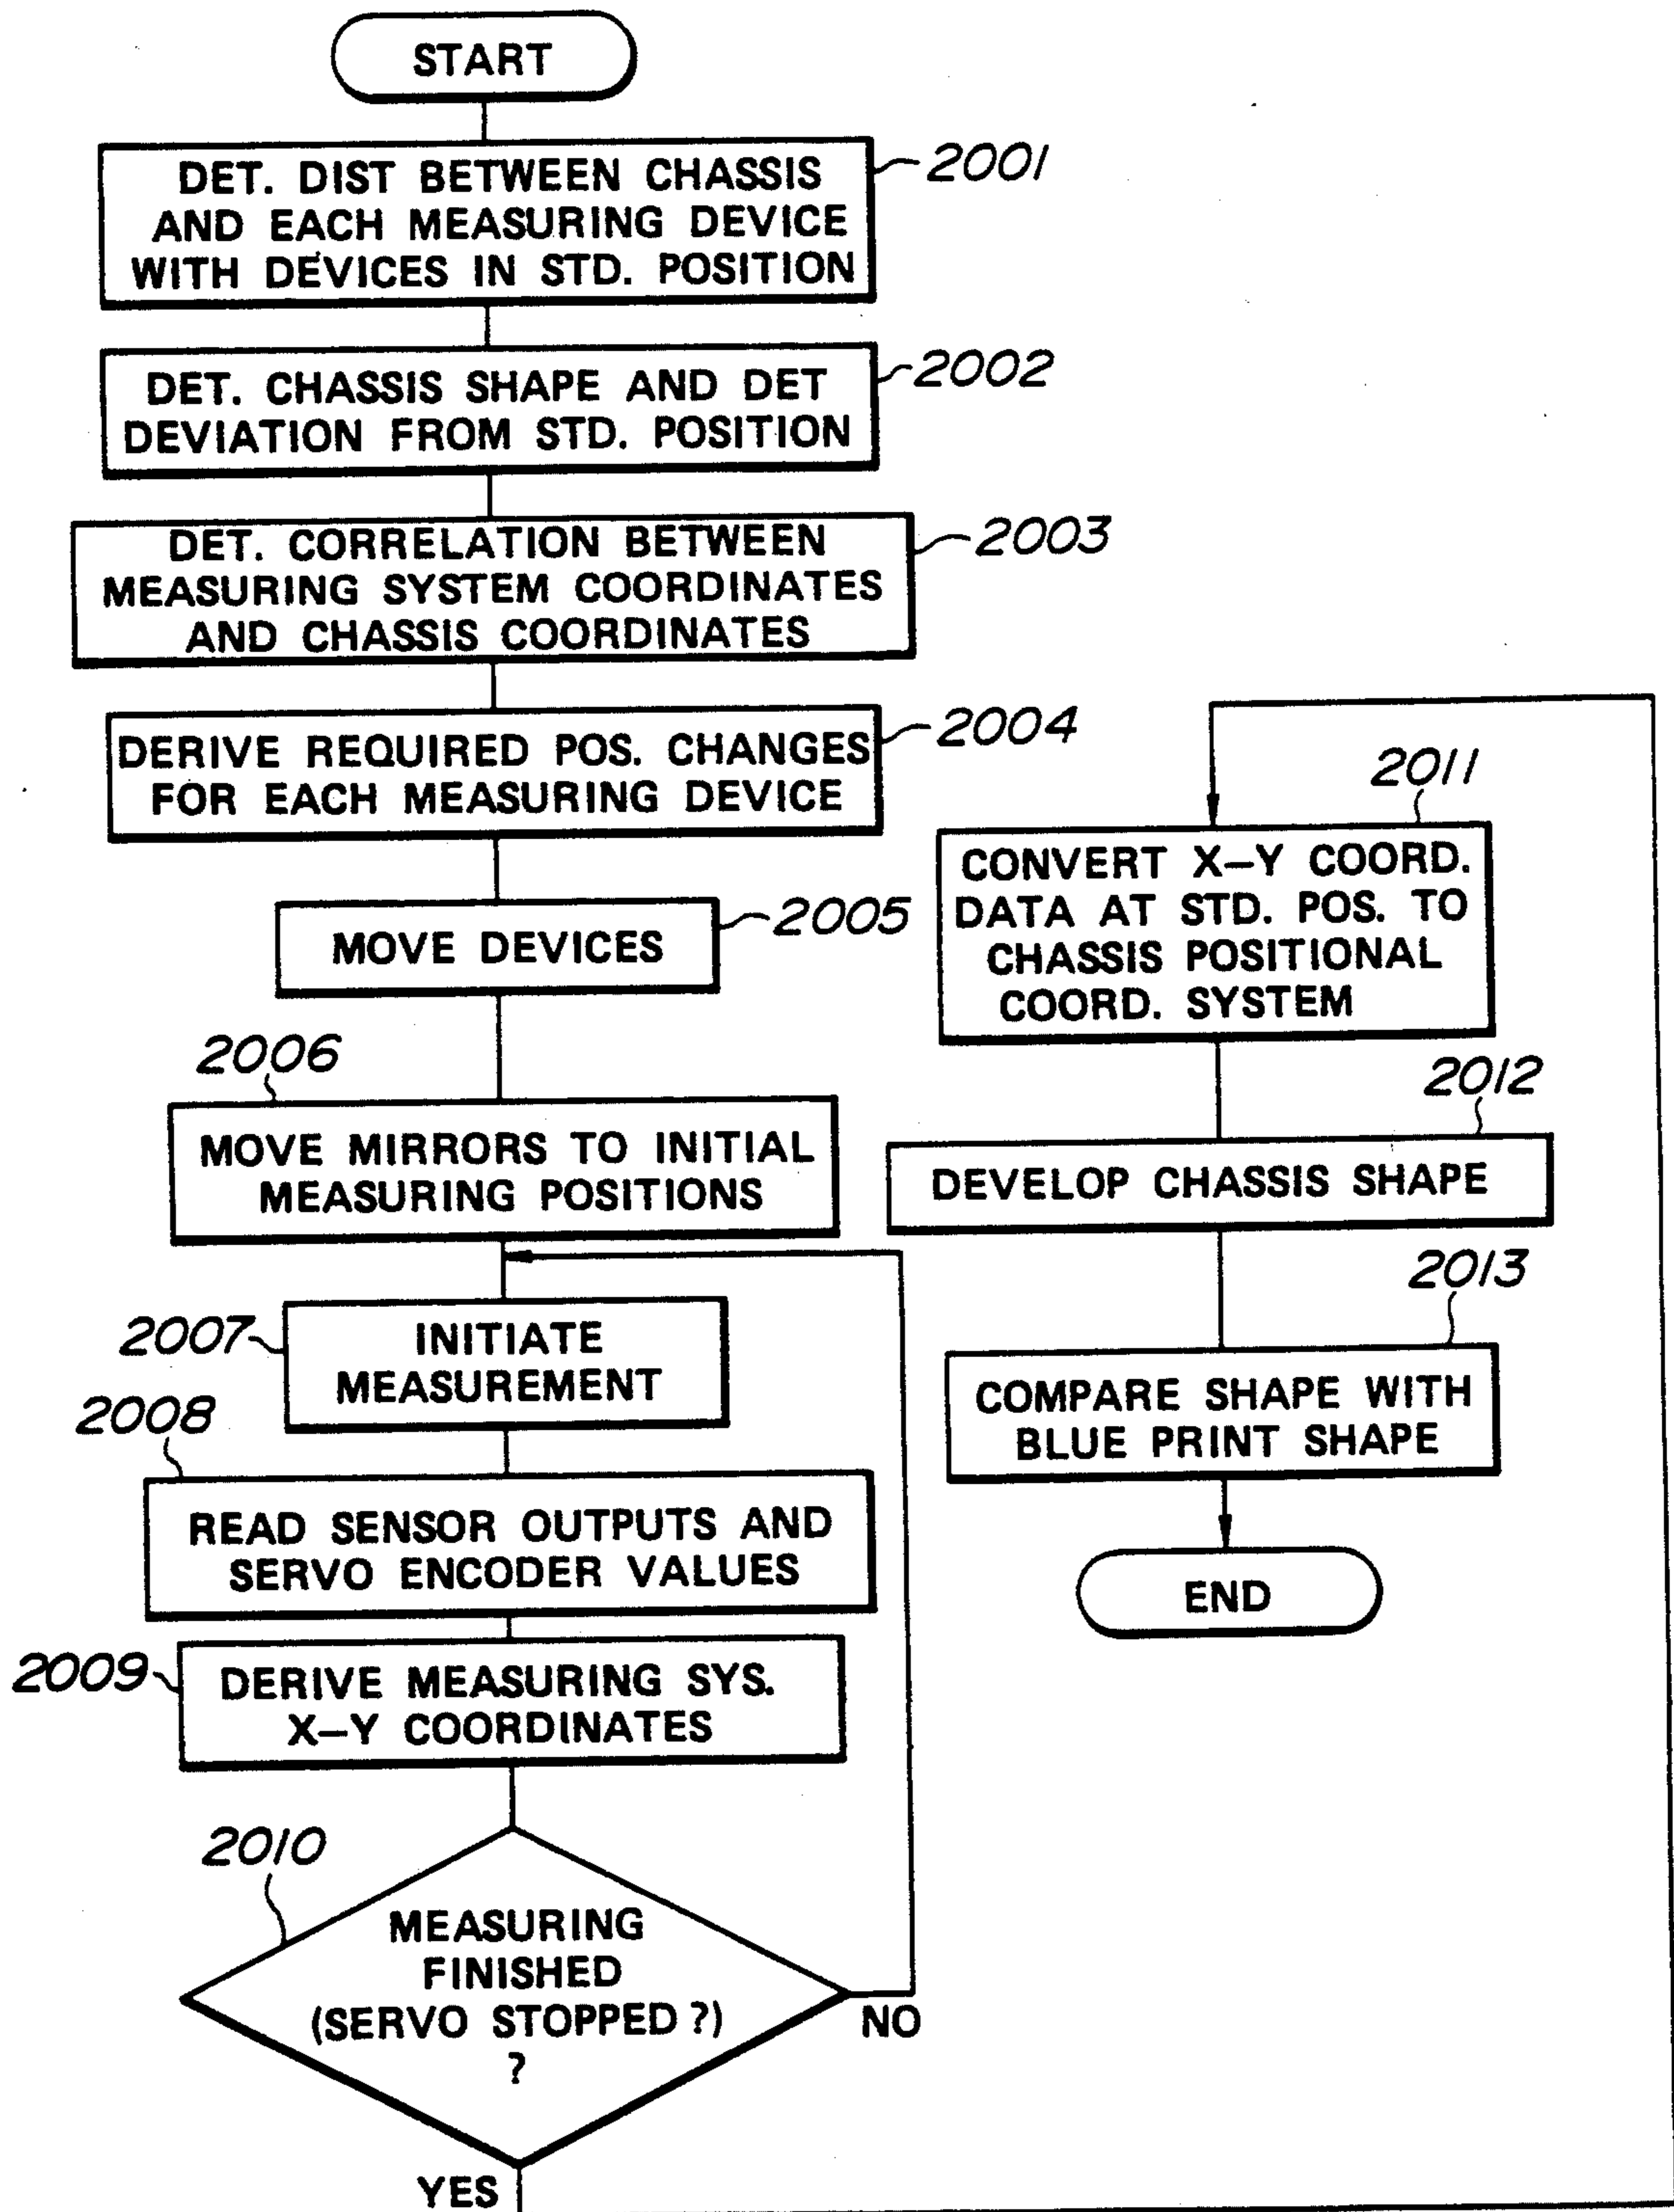 START
DET. DIST BETWEEN CHASSIS
AND EACH MEASURING DEVICE
WITH DEVICES IN STD. POSITION
2001
DET. CHASSIS SHAPE AND DET
DEVIATION FROM STD. POSITION
2002
DET. CORRELATION BETWEEN
MEASURING SYSTEM COORDINATES
AND CHASSIS COORDINATES
2003
DERIVE REQUIRED POS. CHANGES
FOR EACH MEASURING DEVICE
2004
MOVE DEVICES
2005
2006
MOVE MIRRORS TO INITIAL
MEASURING POSITIONS
2007
INITIATE
MEASUREMENT
2008
READ SENSOR OUTPUTS AND
SERVO ENCODER VALUES
2009
DERIVE MEASURING SYS.
X–Y COORDINATES
2010
MEASURING
FINISHED
(SERVO STOPPED ?)
?
NO
YES
2011
CONVERT X–Y COORD.
DATA AT STD. POS. TO
CHASSIS POSITIONAL
COORD. SYSTEM
2012
DEVELOP CHASSIS SHAPE
2013
COMPARE SHAPE WITH
BLUE PRINT SHAPE
END